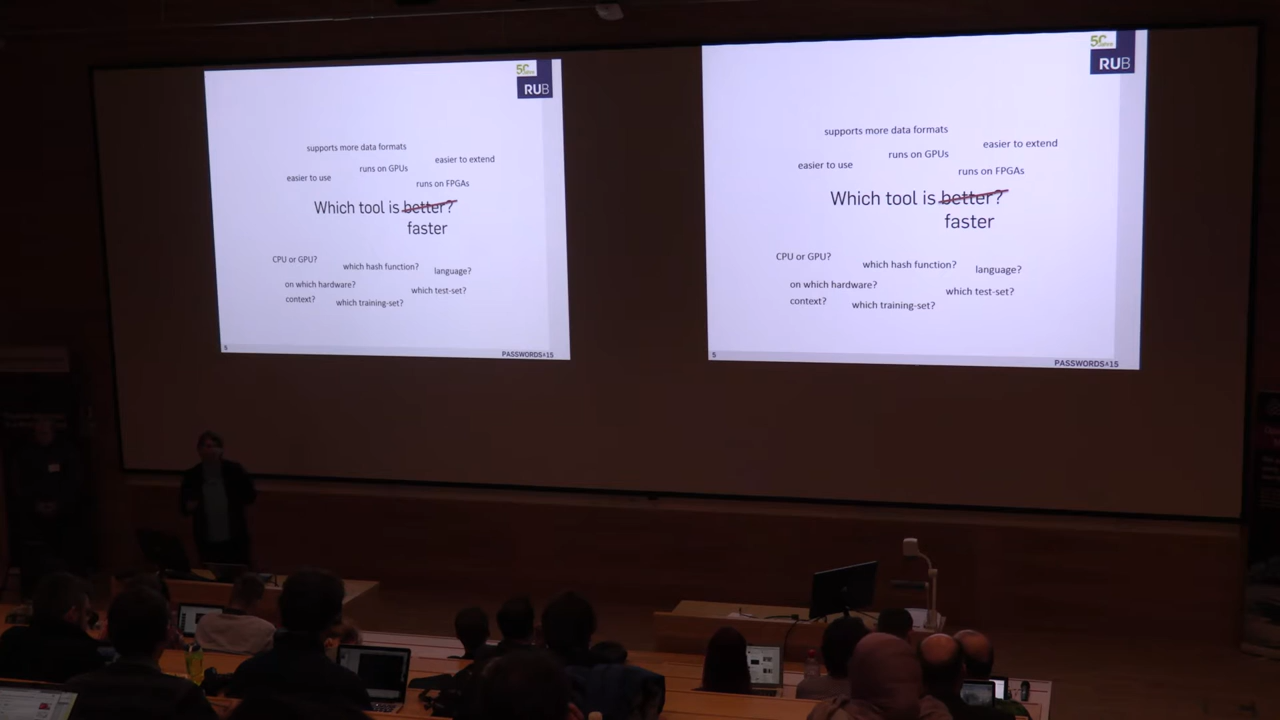 50 Jahre
RUB
supports more data formats
easier to extend
runs on GPUs
easier to use
runs on FPGAs
Which tool is better?
faster
CPU or GPU?
which hash function?
language?
on which hardware?
which test-set?
context?
which training-set?
5
PASSWORDS^15
50 Jahre
RUB
supports more data formats
easier to extend
runs on GPUs
easier to use
runs on FPGAs
Which tool is better?
faster
CPU or GPU?
which hash function?
language?
on which hardware?
which test-set?
context?
which training-set?
5
PASSWORDS^15